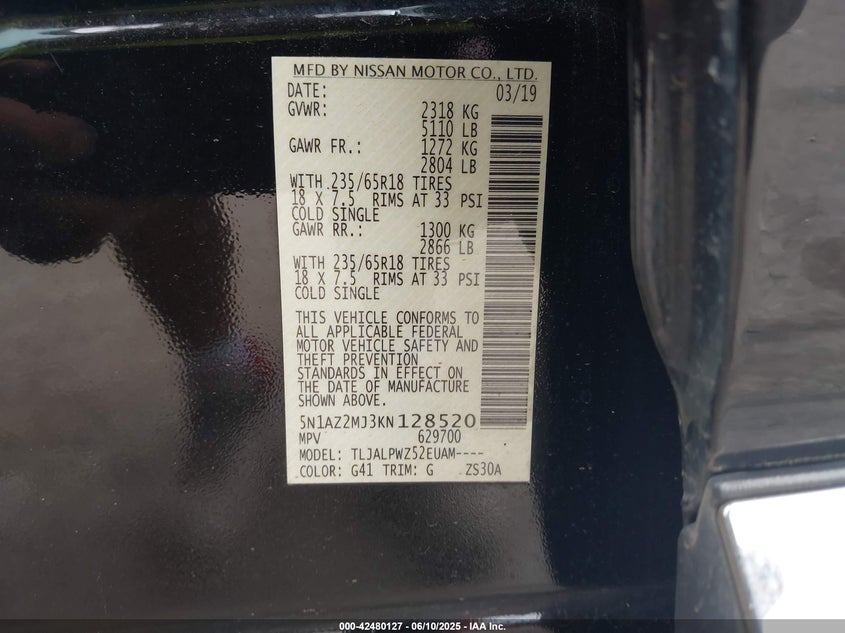 MFD BY NISSAN MOTOR CO., LTD.
DATE: 03/19
GVWR: 2318 KG
5110 LB
GAWR FR.: 1272 KG
2804 LB
WITH 235/65R18 TIRES
18 X 7.5 RIMS AT 33 PSI
COLD SINGLE
GAWR RR.: 1300 KG
2866 LB
WITH 235/65R18 TIRES
18 X 7.5 RIMS AT 33 PSI
COLD SINGLE
THIS VEHICLE CONFORMS TO
ALL APPLICABLE FEDERAL
MOTOR VEHICLE SAFETY AND
THEFT PREVENTION
STANDARDS IN EFFECT ON
THE DATE OF MANUFACTURE
SHOWN ABOVE.
5N1AZ2MJ3KN128520
MPV 629700
MODEL: TLJALPWZ52EUAM----
COLOR: G41 TRIM: G ZS30A
000-42480127 - 06/10/2025 - IAA Inc.